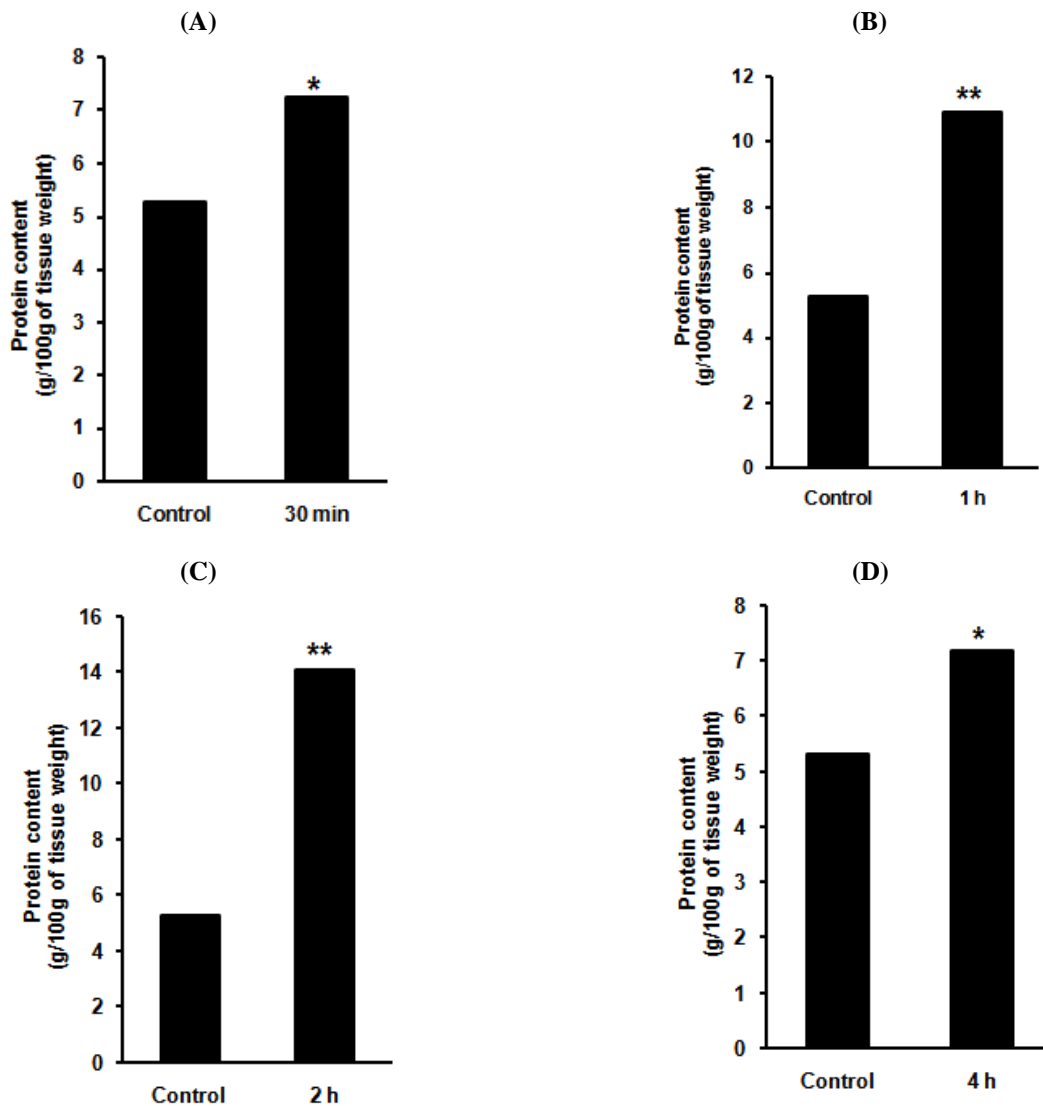 (A)
8
7
6
5
4
3
2
1
0
Protein content
(g/100g of tissue weight)
*
Control
30 min
(B)
12
10
8
6
4
2
0
Protein content
(g/100g of tissue weight)
**
Control
1 h
(C)
16
14
12
10
8
6
4
2
0
Protein content
(g/100g of tissue weight)
**
Control
2 h
(D)
8
7
6
5
4
3
2
1
0
Protein content
(g/100g of tissue weight)
*
Control
4 h